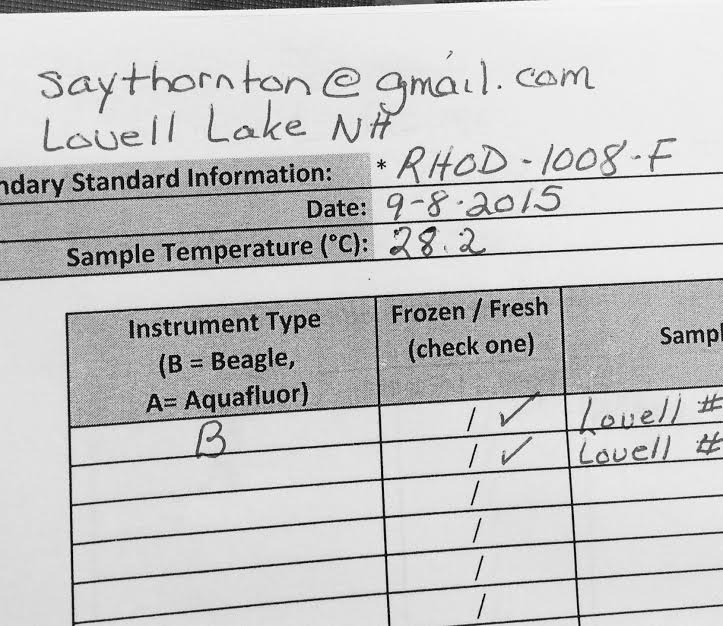 saythornton@gmail.com
Lovell Lake NH
ndary Standard Information: * RHOD-1008-F
Date: 9-8-2015
Sample Temperature (°C): 28.2
Instrument Type
(B = Beagle,
A= Aquafluor)
Frozen / Fresh
(check one)
Sampl
B / ✓ Lovell #
/ ✓ Lovell #
/
/
/
/